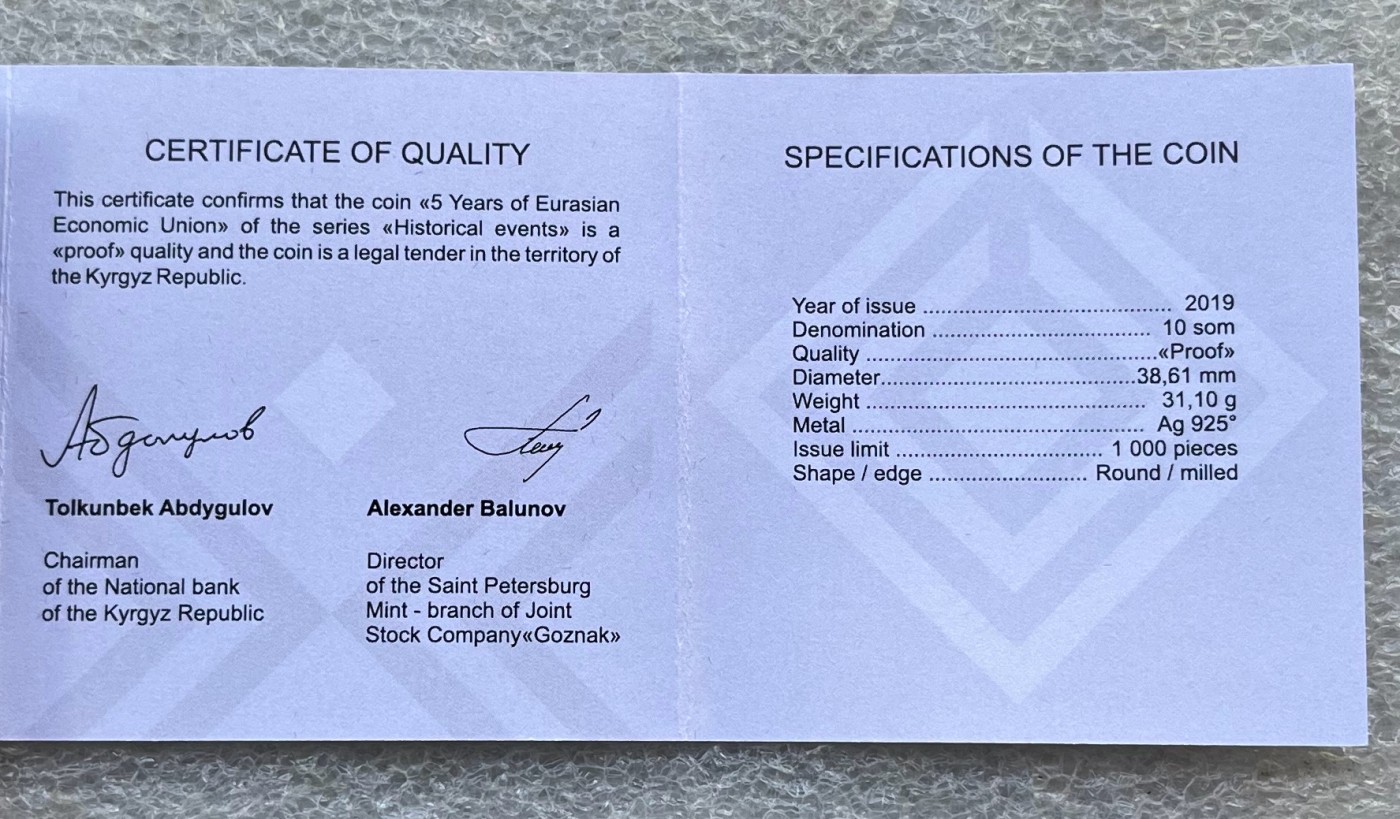 CERTIFICATE OF QUALITY
This certificate confirms that the coin «5 Years of Eurasian
Economic Union» of the series «Historical events» is a
«proof» quality and the coin is a legal tender in the territory of
the Kyrgyz Republic.
Абдыгулов
Tolkunbek Abdygulov
Chairman
of the National bank
of the Kyrgyz Republic
Alexander Balunov
Director
of the Saint Petersburg
Mint - branch of Joint
Stock Company«Goznak»
SPECIFICATIONS OF THE COIN
Year of issue ........................................ 2019
Denomination ................................... 10 som
Quality ...............................................«Proof»
Diameter.........................................38,61 mm
Weight ............................................. 31,10 g
Metal ............................................... Ag 925°
Issue limit ................................. 1 000 pieces
Shape / edge ......................... Round / milled